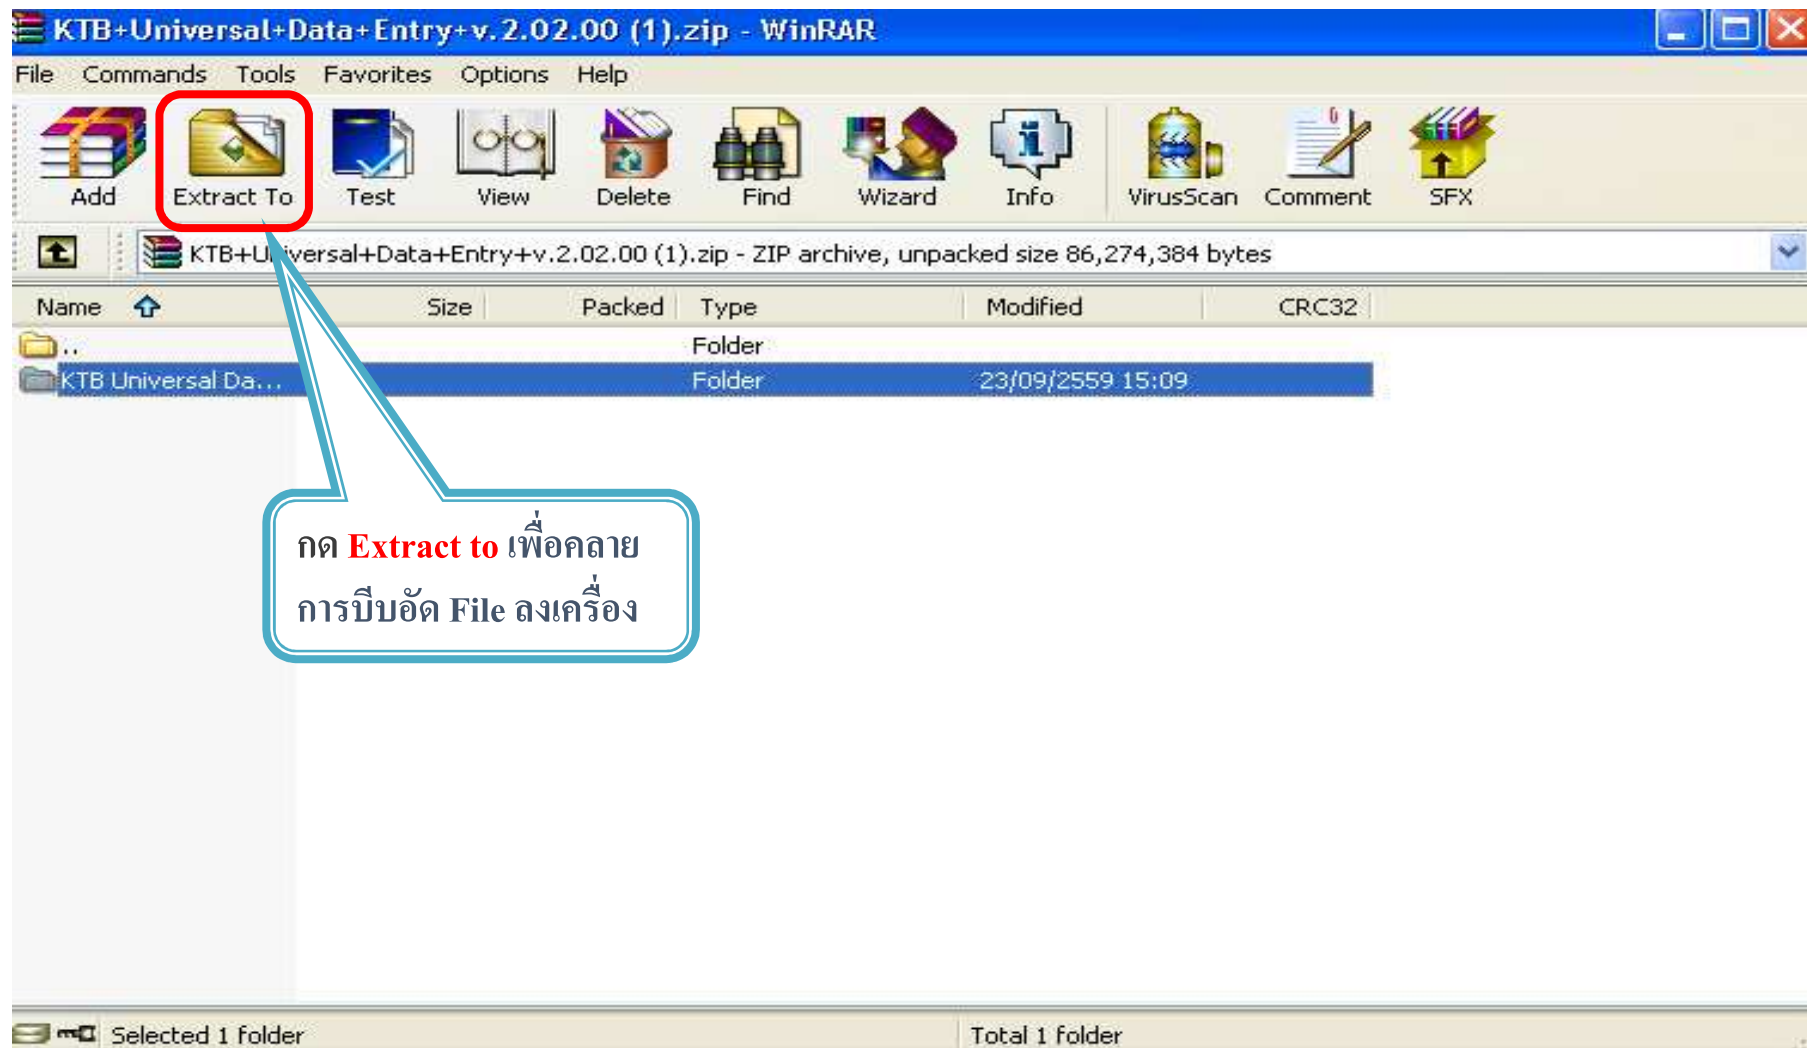 KTB+Universal+Data+Entry+v.2.02.00 (1).zip - WinRAR
File Commands Tools Favorites Options Help
Add Extract To Test View Delete Find Wizard Info VirusScan Comment SFX
KTB+Universal+Data+Entry+v.2.02.00 (1).zip - ZIP archive, unpacked size 86,274,384 bytes
Name Size Packed Type Modified CRC32
.. Folder
KTB Universal Da... Folder 23/09/2559 15:09
กด Extract to เพื่อคลาย
การบีบอัด File ลงเครื่อง
Selected 1 folder Total 1 folder